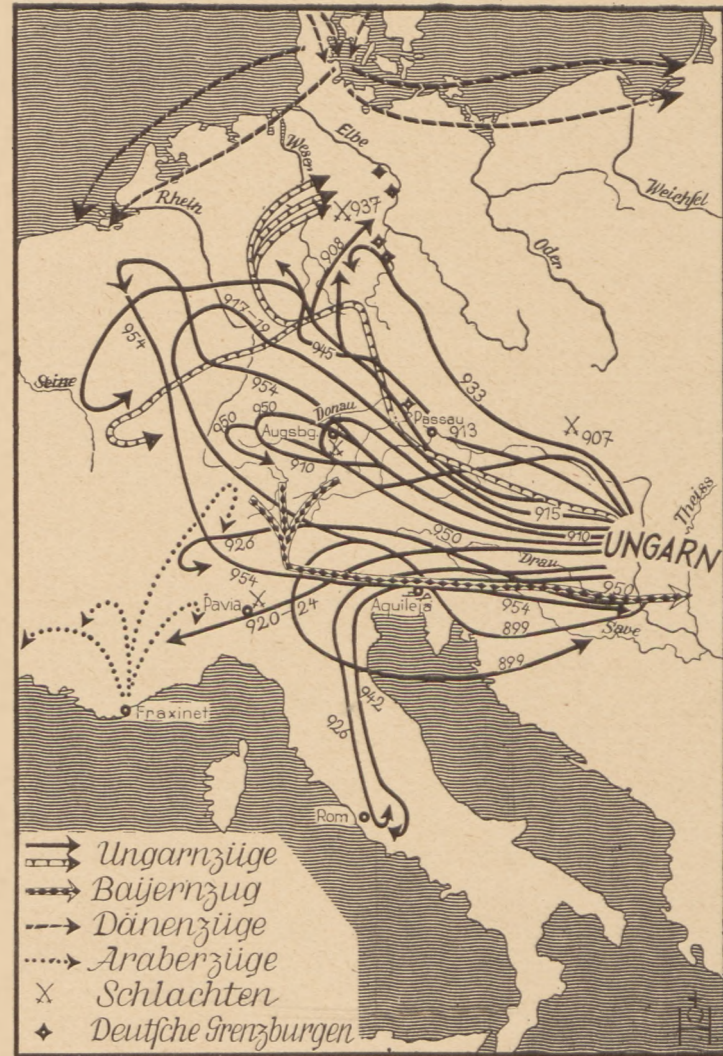 Elbe
Weser
Rhein
Weichsel
Oder
937
908
917-19
945
954
954
933
Seine
950
950
Donau
Augsbg.
910
Passau
913
907
Theiss
915
910
UNGARN
926
950
Drau
954
950
954
Pavia
920-24
Aquileja
899
Save
899
942
926
Fraxinet
Rom
Ungarnzüge
Baÿernzug
Dänenzüge
Araberzüge
Schlachten
Deutſche Grenzburgen